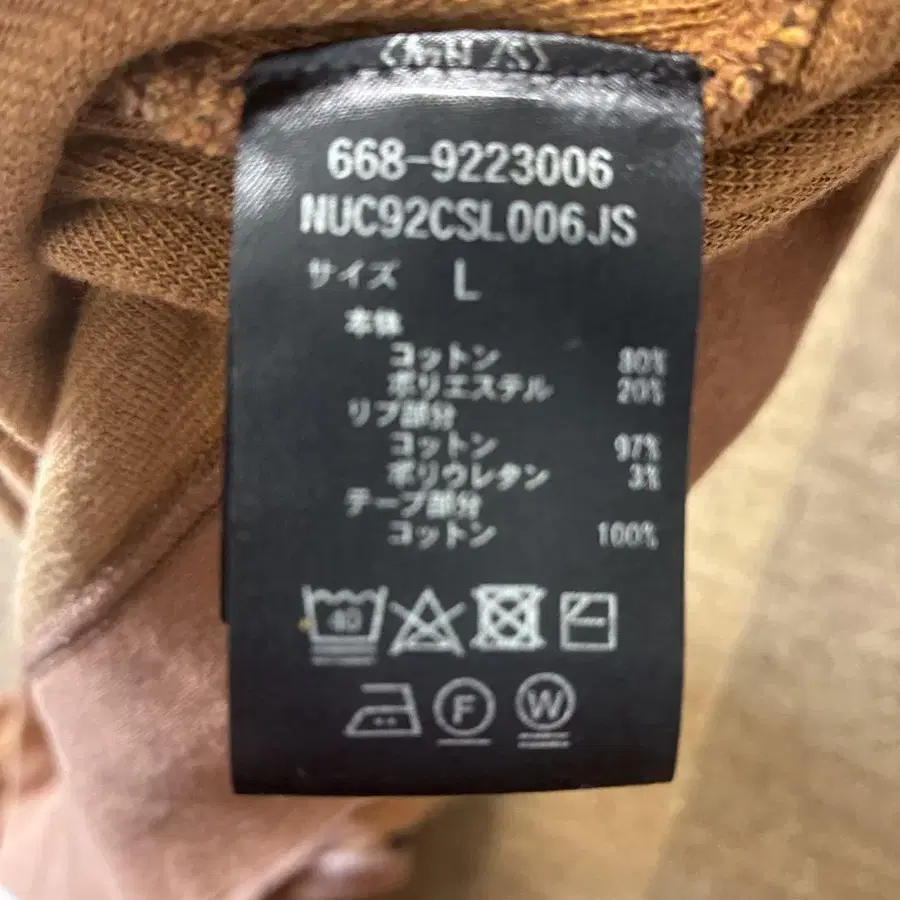 668-9223006
NUC92CSL006JS
サイズ L
本体
コットン 80%
ポリエステル 20%
リブ部分
コットン 97%
ポリウレタン 3%
テープ部分
コットン 100%
40
F
W